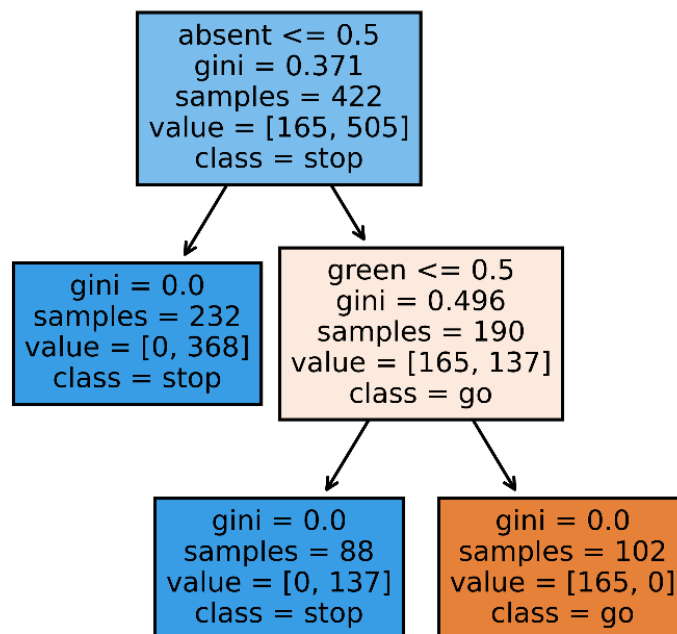 absent <= 0.5
gini = 0.371
samples = 422
value = [165, 505]
class = stop
gini = 0.0
samples = 232
value = [0, 368]
class = stop
green <= 0.5
gini = 0.496
samples = 190
value = [165, 137]
class = go
gini = 0.0
samples = 88
value = [0, 137]
class = stop
gini = 0.0
samples = 102
value = [165, 0]
class = go